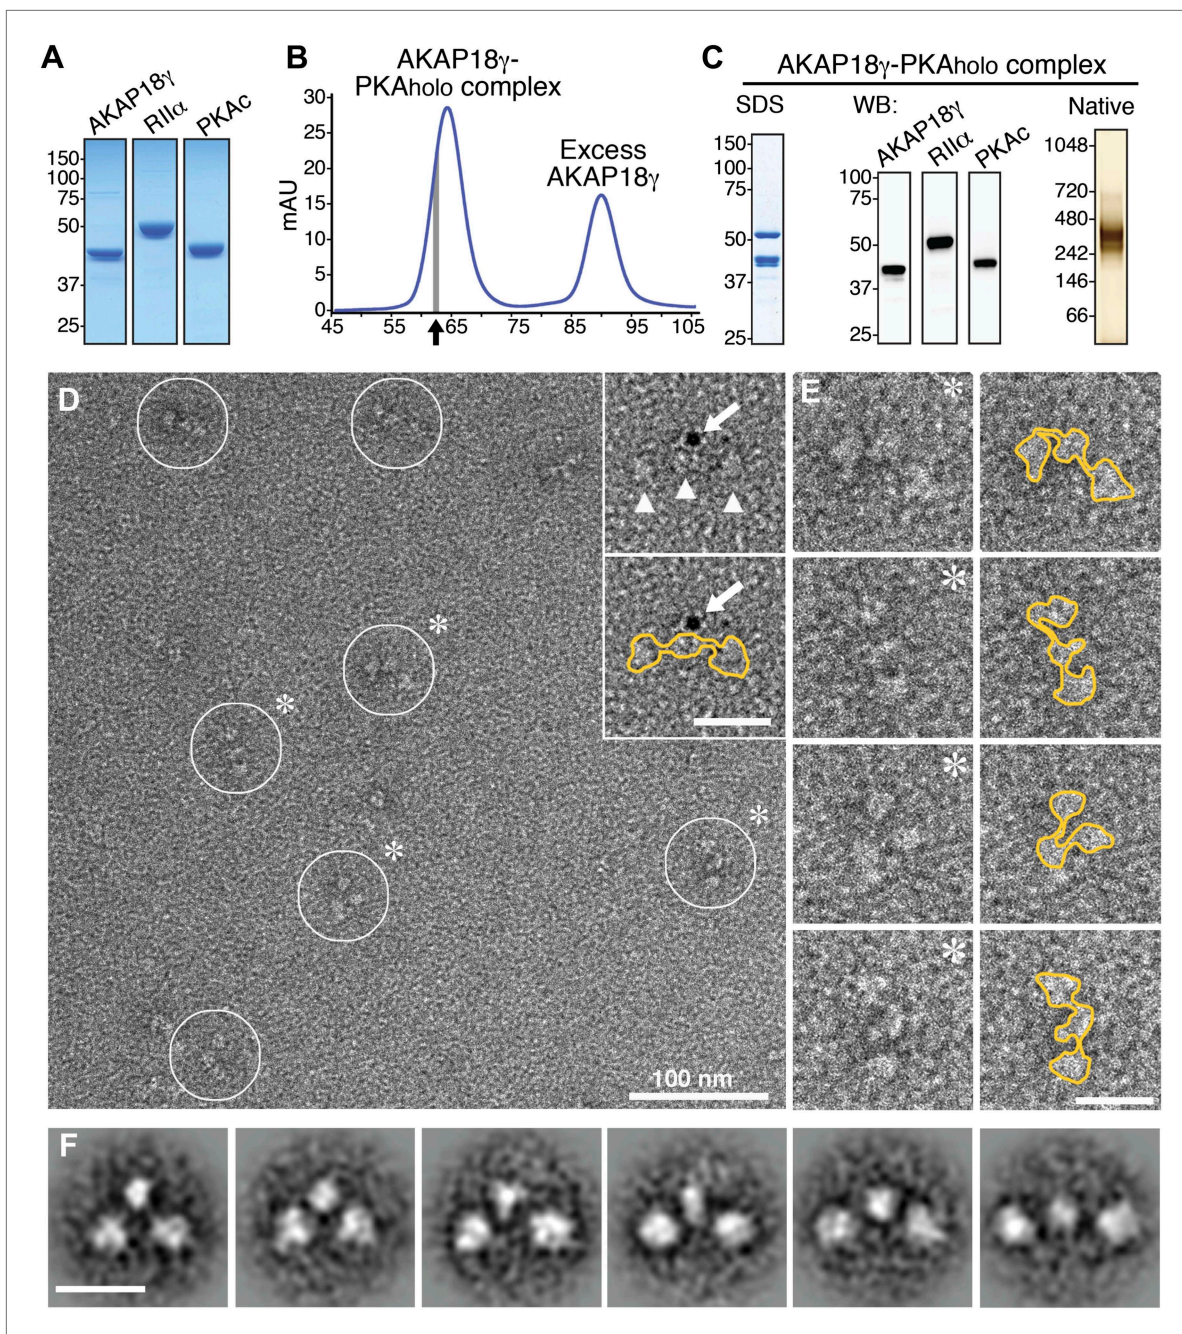 A
AKAP18γ
RIIα
PKAc
150
100
75
50
37
25
B
AKAP18γ-
PKAholo complex
Excess
AKAP18γ
mAU
30
25
20
15
10
5
0
45 55 65 75 85 95 105
C
AKAP18γ-PKAholo complex
SDS
150
100
75
50
37
25
WB:
AKAP18γ
RIIα
PKAc
100
75
50
37
25
Native
1048
720
480
242
146
66
D
*
*
*
*
100 nm
E
*
*
*
*
F